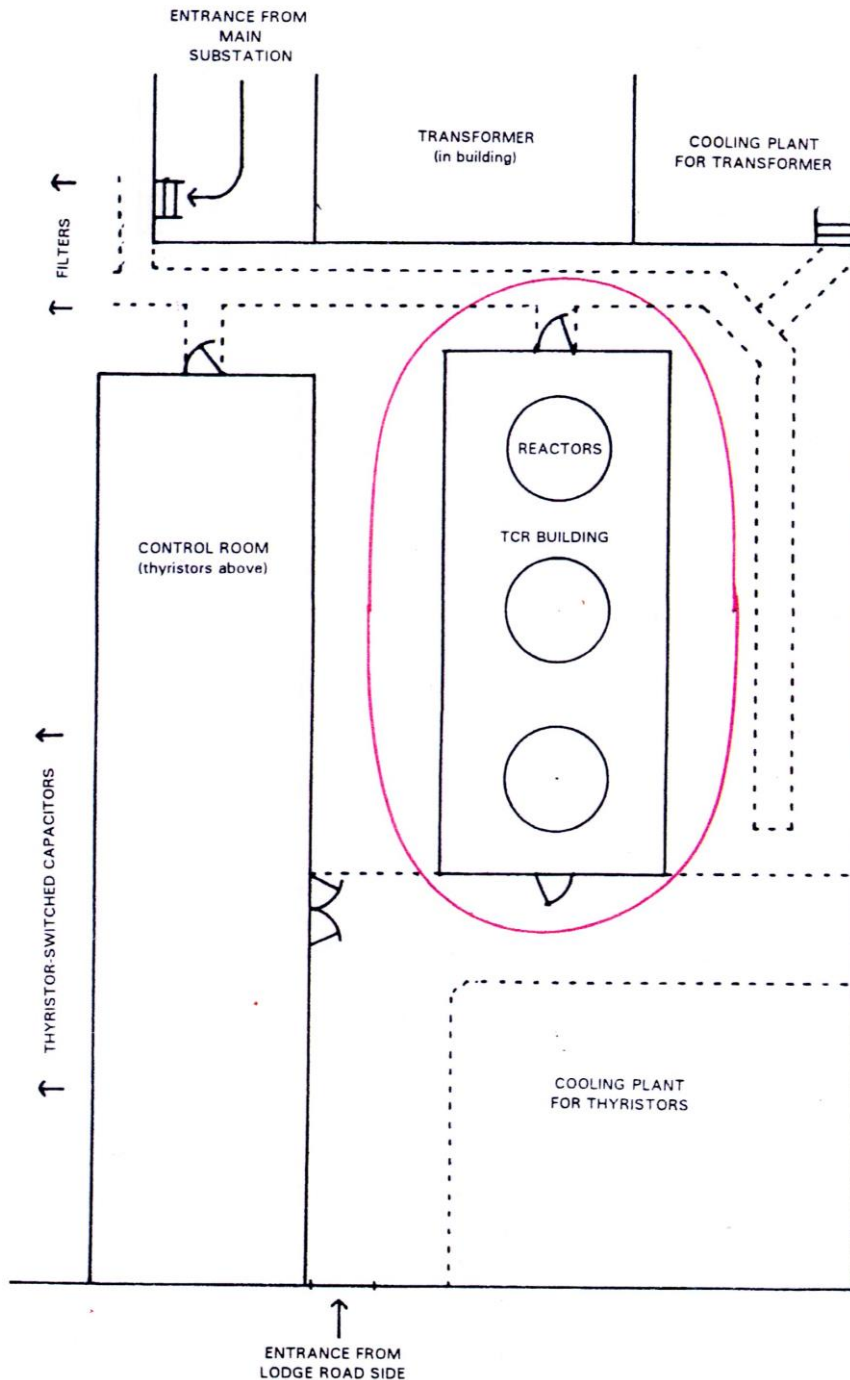 ENTRANCE FROM
MAIN
SUBSTATION
TRANSFORMER
(in building)
COOLING PLANT
FOR TRANSFORMER
FILTERS
REACTORS
CONTROL ROOM
(thyristors above)
TCR BUILDING
THYRISTOR-SWITCHED CAPACITORS
COOLING PLANT
FOR THYRISTORS
ENTRANCE FROM
LODGE ROAD SIDE